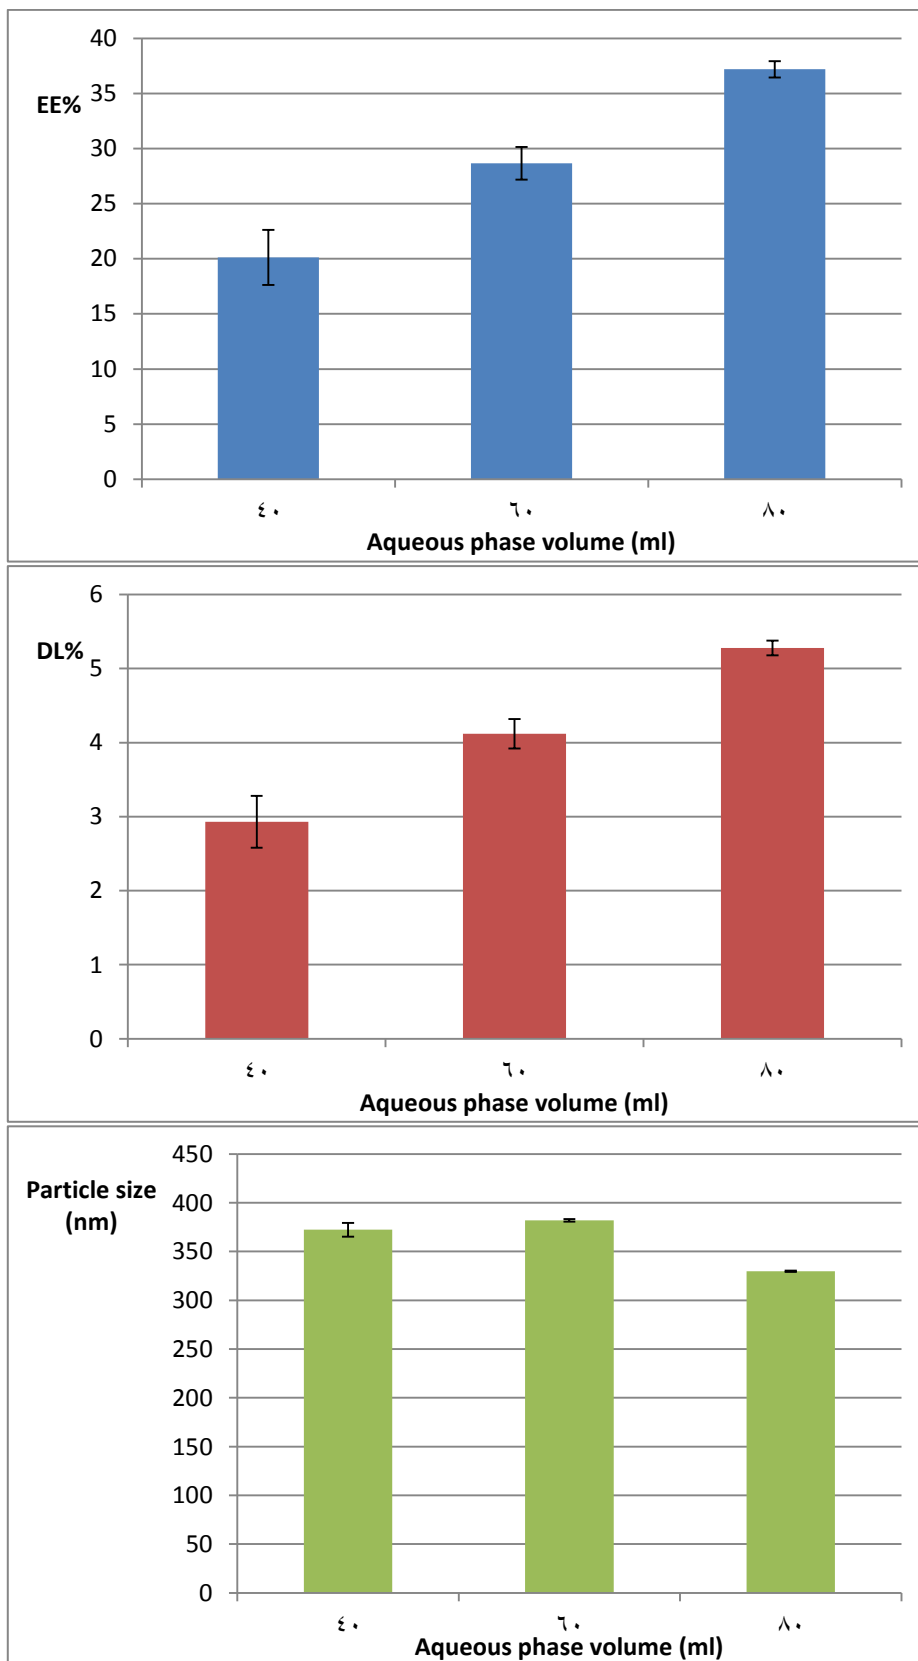 40
35
EE%
30
25
20
15
10
5
0
٤٠ ٦٠ ٨٠
Aqueous phase volume (ml)
6
DL%
5
4
3
2
1
0
٤٠ ٦٠ ٨٠
Aqueous phase volume (ml)
450
Particle size
400
(nm)
350
300
250
200
150
100
50
0
٤٠ ٦٠ ٨٠
Aqueous phase volume (ml)